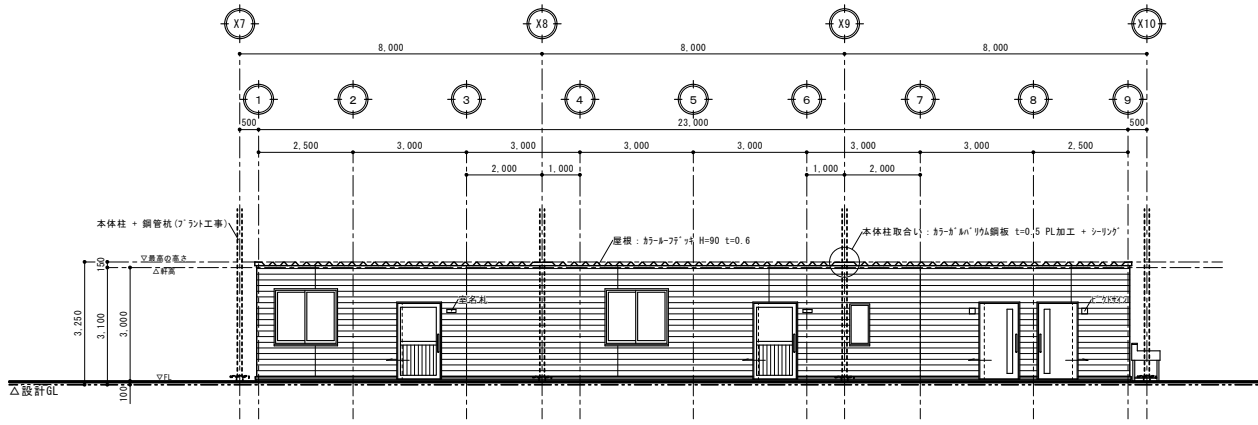 X7 X8 X9 X10
8,000 8,000 8,000
1 2 3 4 5 6 7 8 9
500 23,000 500
2,500 3,000 3,000 3,000 3,000 3,000 3,000 2,500
2,000 1,000 1,000 2,000
本体柱 + 鋼管杭(プラント工事)
屋根：カラールーフデッキ H=90 t=0.6
本体柱取合い：カラーガルバリウム鋼板 t=0.5 PL加工 + シーリング
▽最高の高さ
△軒高
150
3,250
3,100
3,000
室名札
ピクトサイン
▽FL
100
△設計GL